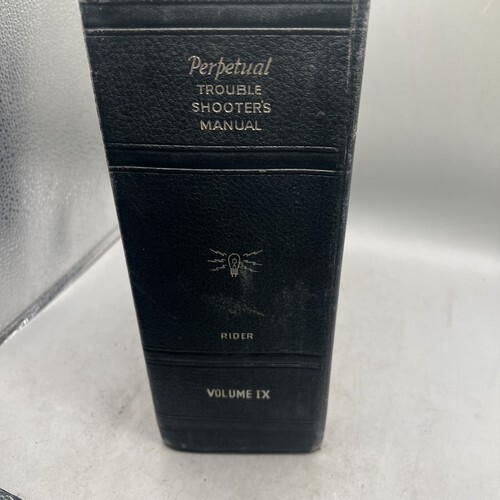 Perpetual
TROUBLE
SHOOTER'S
MANUAL
RIDER
VOLUME IX